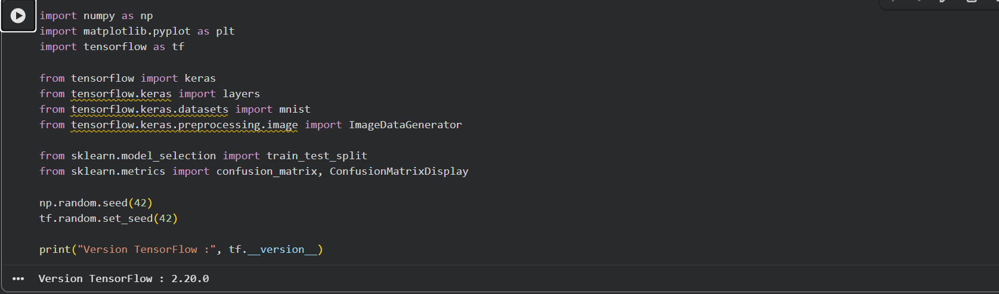 import numpy as np
import matplotlib.pyplot as plt
import tensorflow as tf
from tensorflow import keras
from tensorflow.keras import layers
from tensorflow.keras.datasets import mnist
from tensorflow.keras.preprocessing.image import ImageDataGenerator
from sklearn.model_selection import train_test_split
from sklearn.metrics import confusion_matrix, ConfusionMatrixDisplay
np.random.seed(42)
tf.random.set_seed(42)
print("Version TensorFlow :", tf.__version__)
Version TensorFlow : 2.20.0